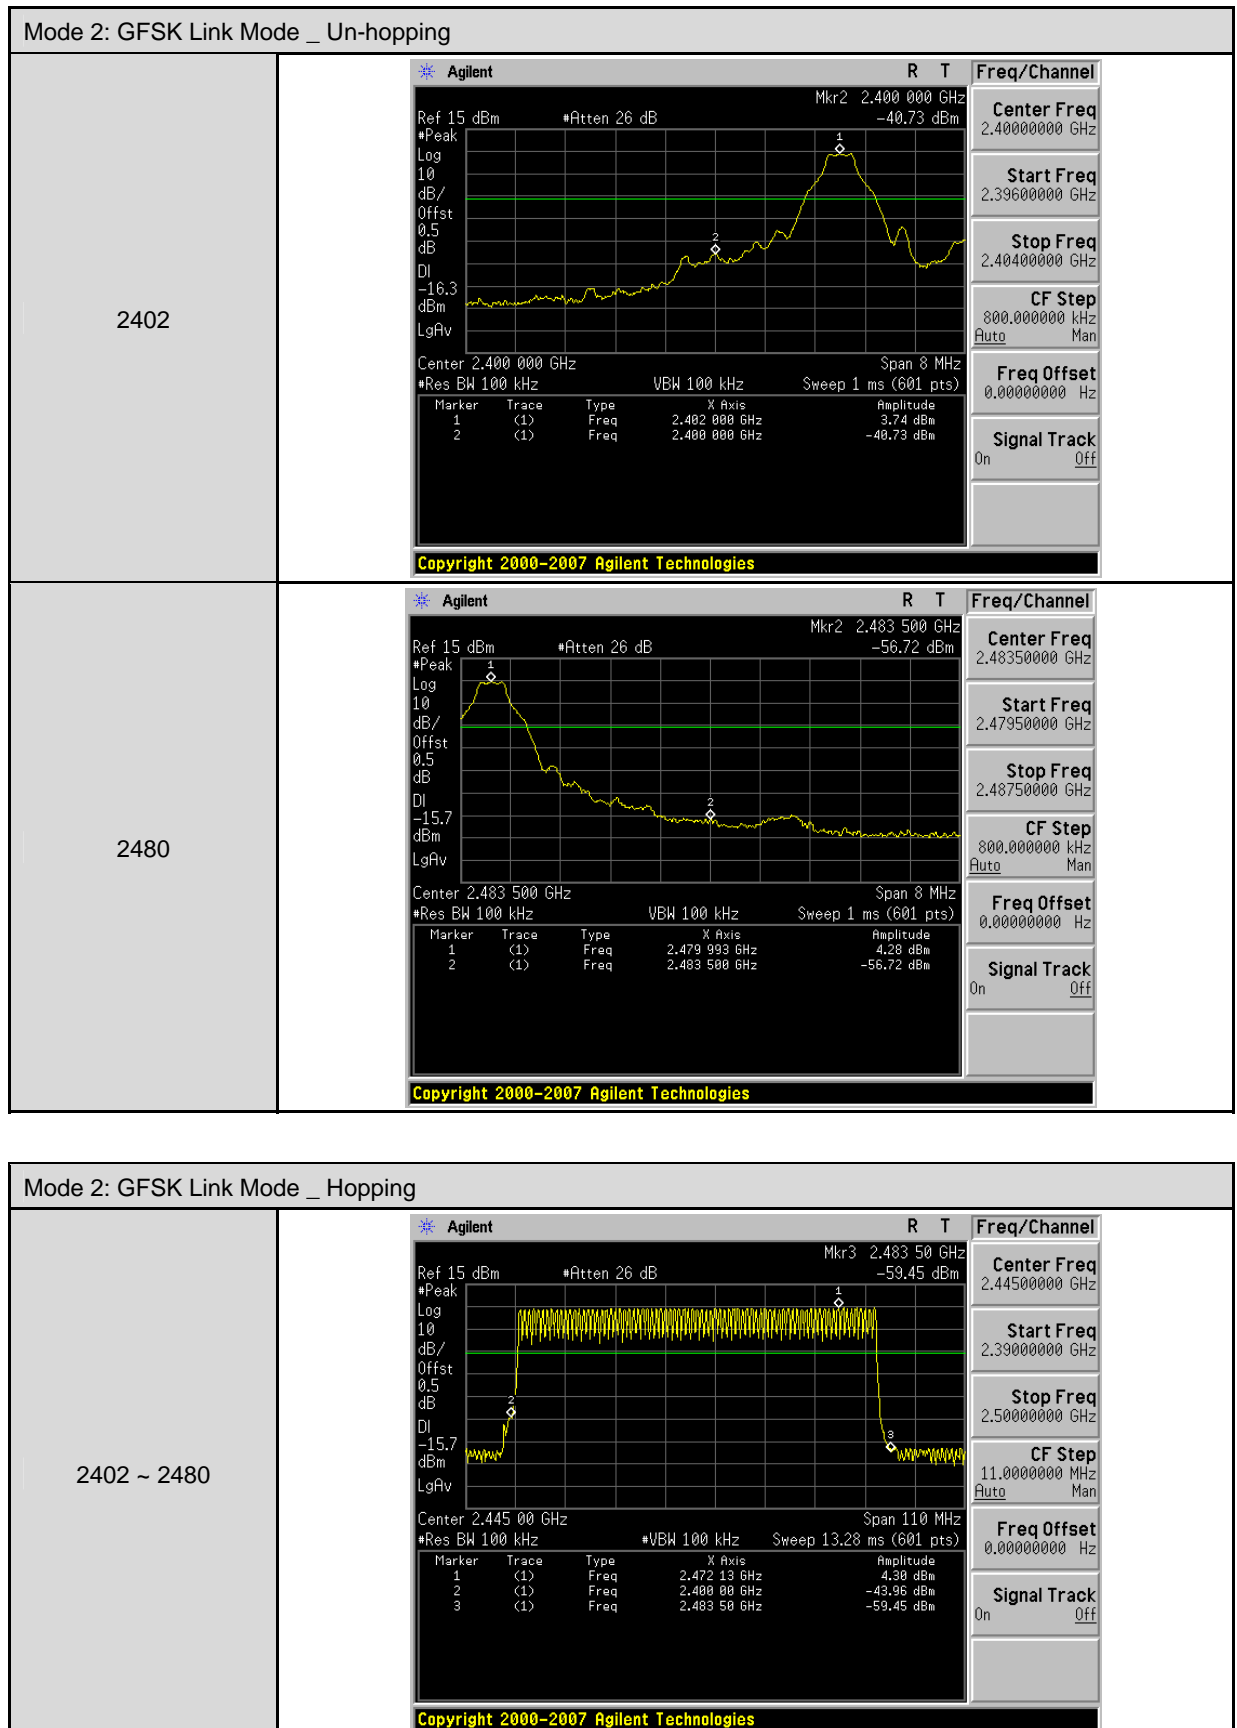 Mode 2: GFSK Link Mode _ Un-hopping
2402
Agilent R T Freq/Channel
Mkr2 2.400 000 GHz
Ref 15 dBm #Atten 26 dB -40.73 dBm
#Peak
Log
10
dB/
Offst
0.5
dB
DI
-16.3
dBm
LgAv
1
2
Center 2.400 000 GHz Span 8 MHz
#Res BW 100 kHz VBW 100 kHz Sweep 1 ms (601 pts)
Marker Trace Type X Axis Amplitude
1 (1) Freq 2.402 000 GHz 3.74 dBm
2 (1) Freq 2.400 000 GHz -40.73 dBm
Center Freq
2.40000000 GHz
Start Freq
2.39600000 GHz
Stop Freq
2.40400000 GHz
CF Step
800.000000 kHz
Auto Man
Freq Offset
0.00000000 Hz
Signal Track
On Off
Copyright 2000-2007 Agilent Technologies
2480
Agilent R T Freq/Channel
Mkr2 2.483 500 GHz
Ref 15 dBm #Atten 26 dB -56.72 dBm
#Peak
Log
10
dB/
Offst
0.5
dB
DI
-15.7
dBm
LgAv
1
2
Center 2.483 500 GHz Span 8 MHz
#Res BW 100 kHz VBW 100 kHz Sweep 1 ms (601 pts)
Marker Trace Type X Axis Amplitude
1 (1) Freq 2.479 993 GHz 4.28 dBm
2 (1) Freq 2.483 500 GHz -56.72 dBm
Center Freq
2.48350000 GHz
Start Freq
2.47950000 GHz
Stop Freq
2.48750000 GHz
CF Step
800.000000 kHz
Auto Man
Freq Offset
0.00000000 Hz
Signal Track
On Off
Copyright 2000-2007 Agilent Technologies
Mode 2: GFSK Link Mode _ Hopping
2402 ~ 2480
Agilent R T Freq/Channel
Mkr3 2.483 50 GHz
Ref 15 dBm #Atten 26 dB -59.45 dBm
#Peak
Log
10
dB/
Offst
0.5
dB
DI
-15.7
dBm
LgAv
1
2
3
Center 2.445 00 GHz Span 110 MHz
#Res BW 100 kHz #VBW 100 kHz Sweep 13.28 ms (601 pts)
Marker Trace Type X Axis Amplitude
1 (1) Freq 2.472 13 GHz 4.30 dBm
2 (1) Freq 2.400 00 GHz -43.96 dBm
3 (1) Freq 2.483 50 GHz -59.45 dBm
Center Freq
2.44500000 GHz
Start Freq
2.39000000 GHz
Stop Freq
2.50000000 GHz
CF Step
11.0000000 MHz
Auto Man
Freq Offset
0.00000000 Hz
Signal Track
On Off
Copyright 2000-2007 Agilent Technologies